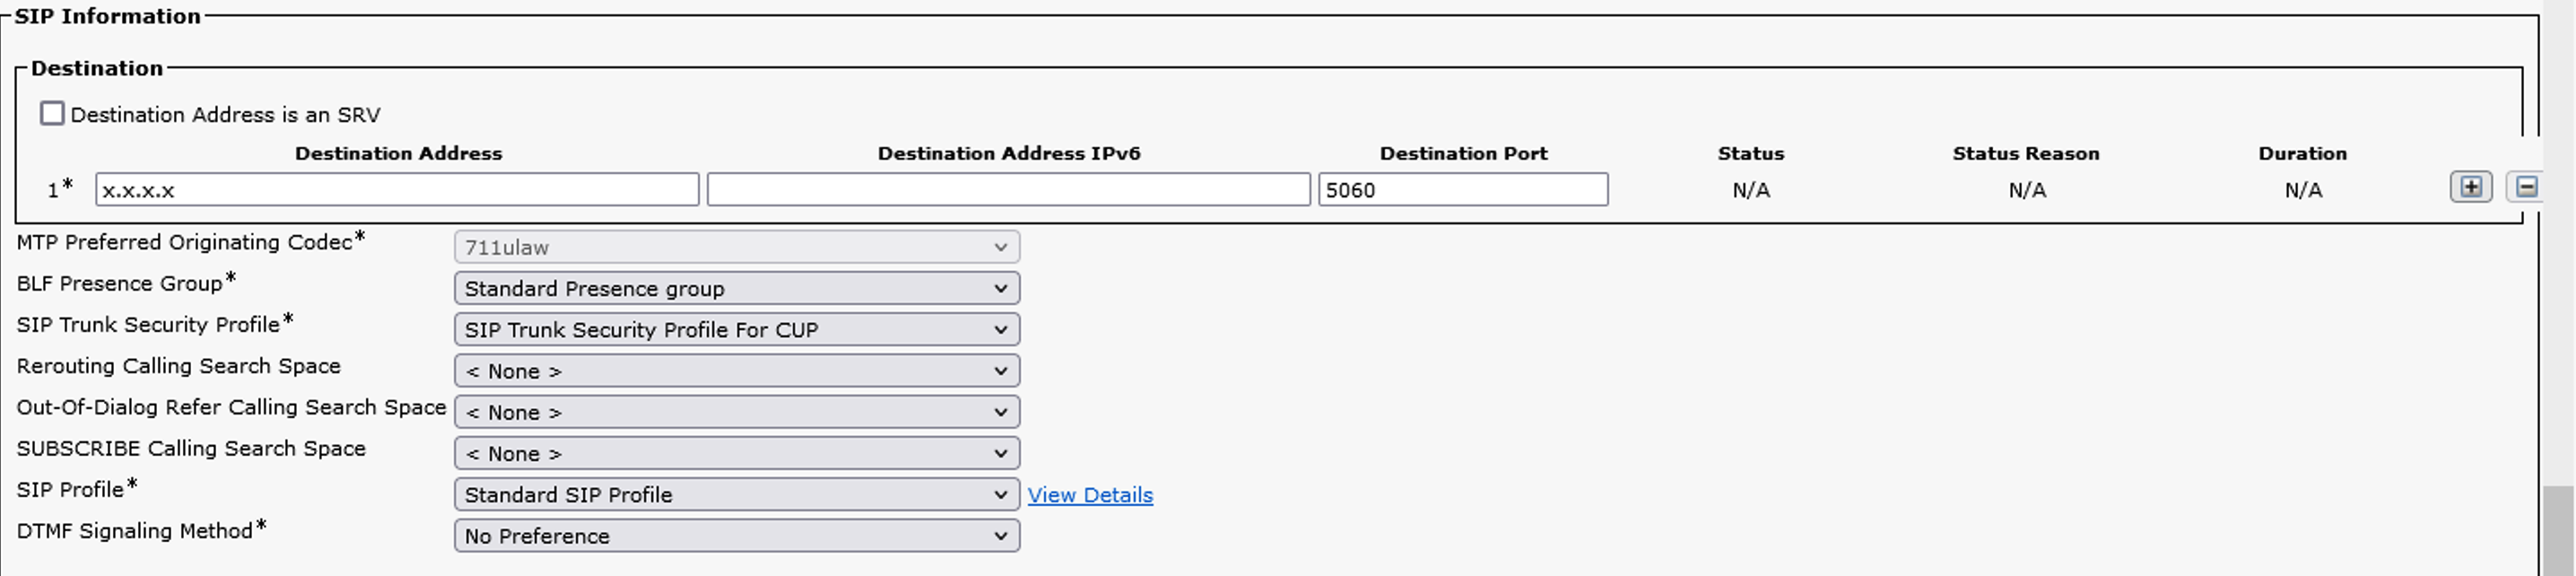 SIP Information
Destination
Destination Address is an SRV
Destination Address Destination Address IPv6 Destination Port Status Status Reason Duration
1* x.x.x.x 5060 N/A N/A N/A
MTP Preferred Originating Codec* 711ulaw
BLF Presence Group* Standard Presence group
SIP Trunk Security Profile* SIP Trunk Security Profile For CUP
Rerouting Calling Search Space < None >
Out-Of-Dialog Refer Calling Search Space < None >
SUBSCRIBE Calling Search Space < None >
SIP Profile* Standard SIP Profile View Details
DTMF Signaling Method* No Preference